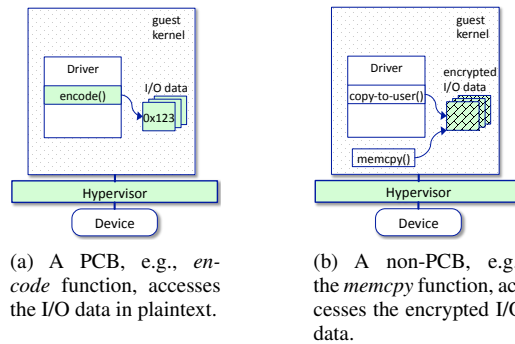 guest
kernel
Driver
encode()
I/O data
0x123
Hypervisor
Device
(a) A PCB, e.g., en-
code function, accesses
the I/O data in plaintext.
guest
kernel
Driver
encrypted
I/O data
copy-to-user()
memcpy()
Hypervisor
Device
(b) A non-PCB, e.g
the memcpy function, ac
cesses the encrypted I/O
data.